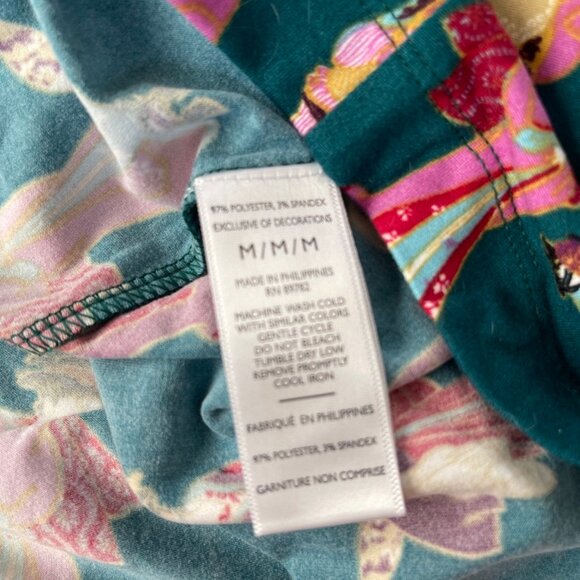 97% POLYESTER, 3% SPANDEX
EXCLUSIVE OF DECORATIONS
M/M/M
MADE IN PHILIPPINES
RN 89782
MACHINE WASH COLD
WITH SIMILAR COLORS
GENTLE CYCLE
DO NOT BLEACH
TUMBLE DRY LOW
REMOVE PROMPTLY
COOL IRON
FABRIQUÉ EN PHILIPPINES
97% POLYESTER, 3% SPANDEX
GARNITURE NON COMPRISE